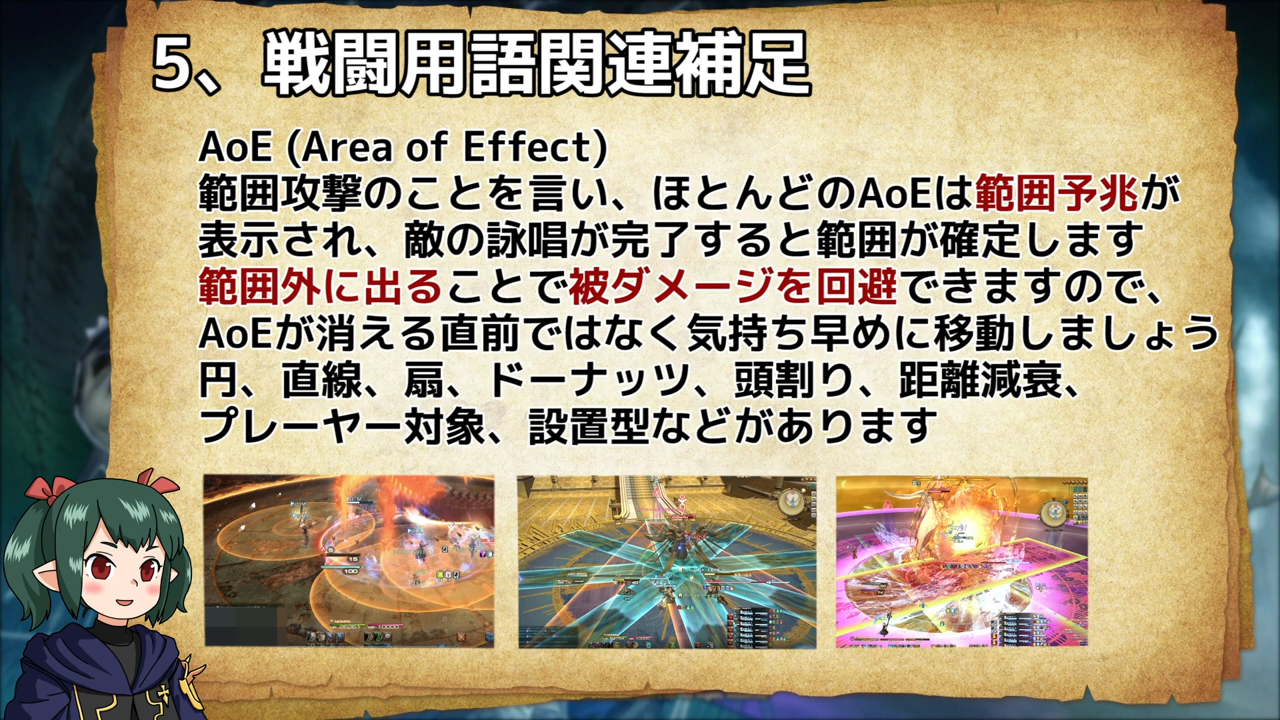 5、戦闘用語関連補足
AoE (Area of Effect)
範囲攻撃のことを言い、ほとんどのAoEは範囲予兆が
表示され、敵の詠唱が完了すると範囲が確定します
範囲外に出ることで被ダメージを回避できますので、
AoEが消える直前ではなく気持ち早めに移動しましょう
円、直線、扇、ドーナッツ、頭割り、距離減衰、
プレーヤー対象、設置型などがあります
15
100